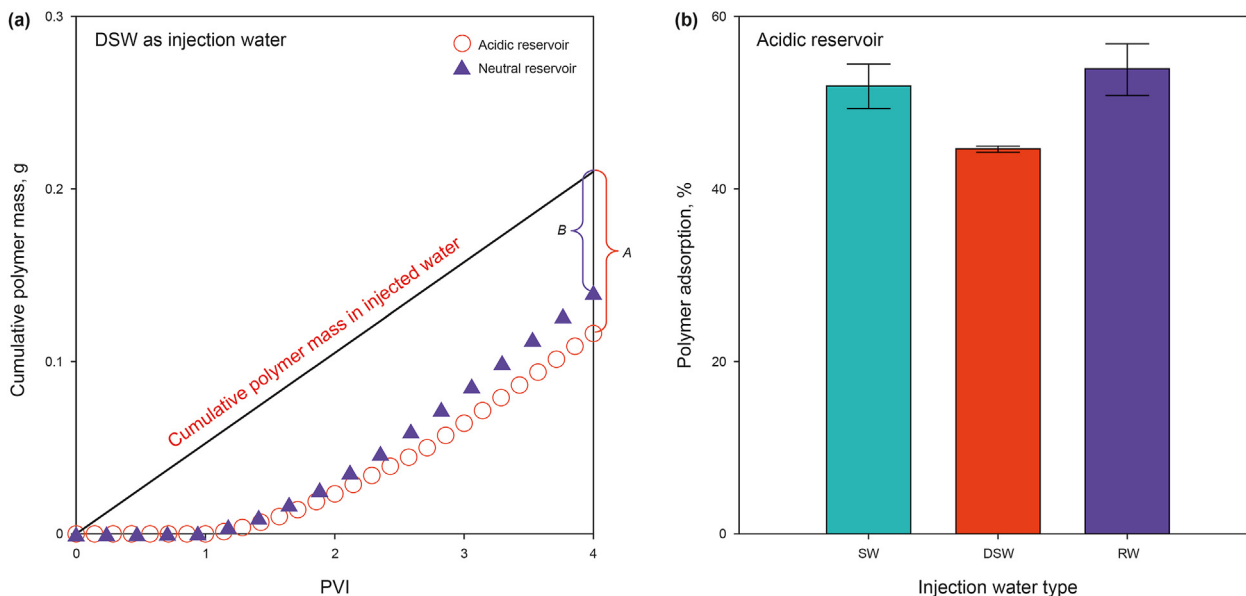 (a)
DSW as injection water
Acidic reservoir
Neutral reservoir
Cumulative polymer mass in injected water
B
A
Cumulative polymer mass, g
0.3
0.2
0.1
0
0
1
2
3
4
PVI
(b)
Acidic reservoir
Polymer adsorption, %
60
40
20
0
SW
DSW
RW
Injection water type